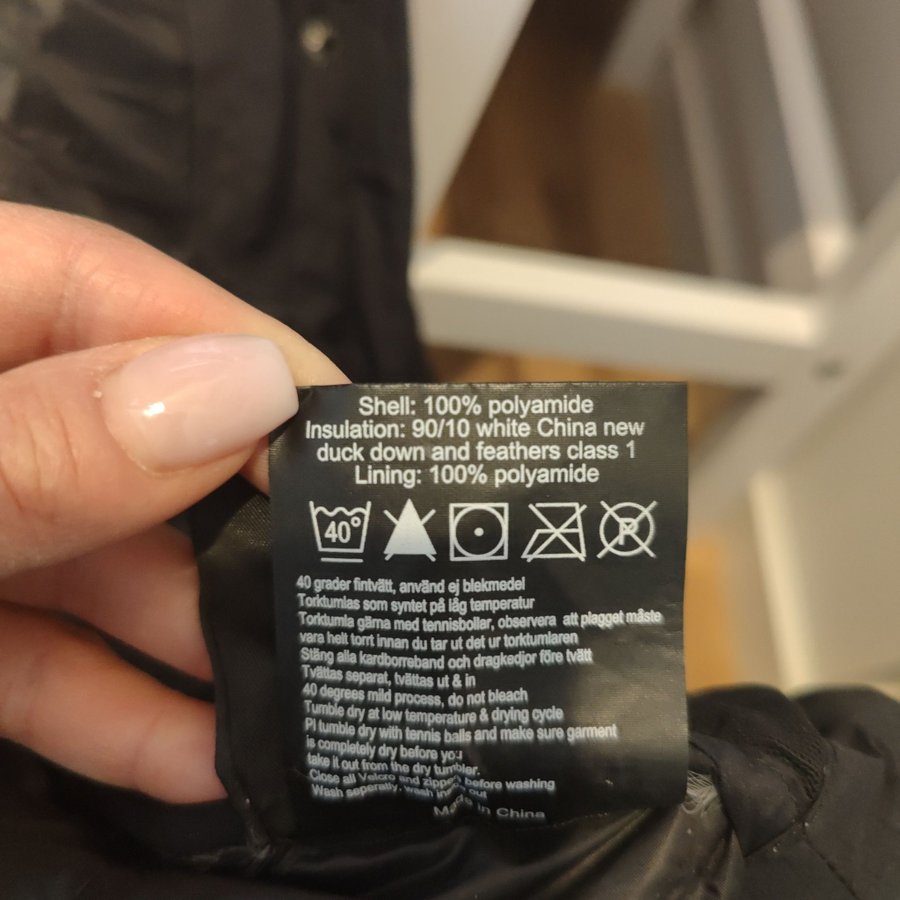 Shell: 100% polyamide
Insulation: 90/10 white China new
duck down and feathers class 1
Lining: 100% polyamide
40°
P
40 grader fintvätt, använd ej blekmedel
Torktumlas som syntet på låg temperatur
Torktumla gärna med tennisbollar, observera att plagget måste
vara helt torrt innan du tar ut det ur torktumlaren
Stäng alla kardborreband och dragkedjor före tvätt
Tvättas separat, tvättas ut & in
40 degrees mild process, do not bleach
Tumble dry at low temperature & drying cycle
Pl tumble dry with tennis balls and make sure garment
is completely dry before you
take it out from the dry tumbler.
Close all Velcro and zipper before washing
Wash seperatly, wash inside out
Made in China